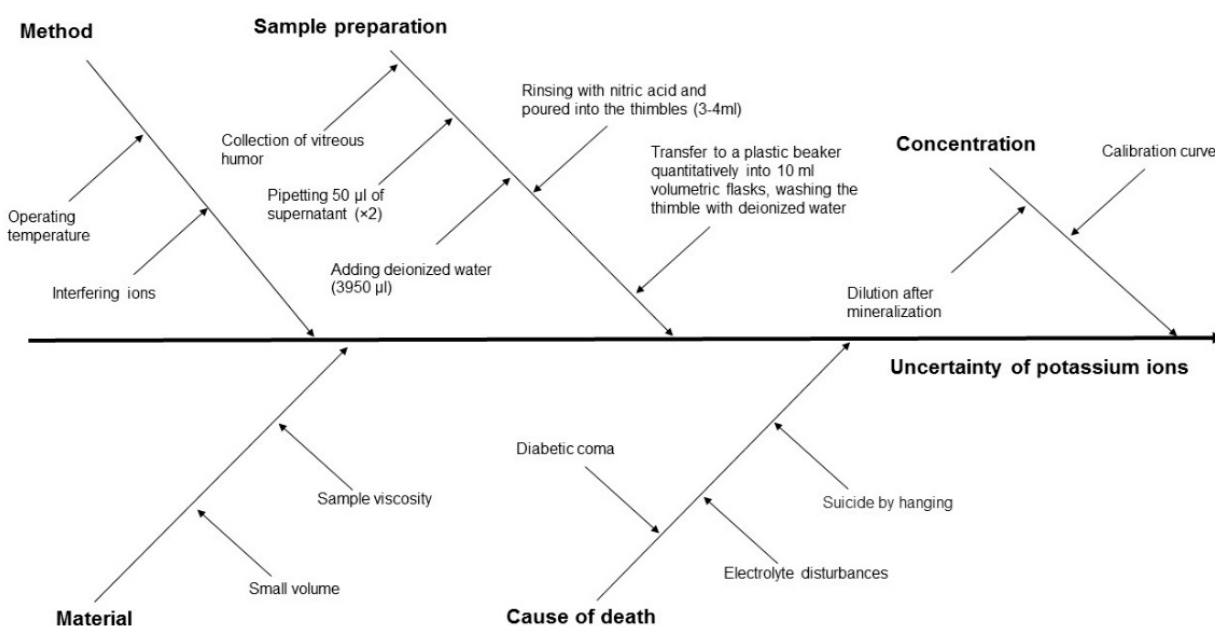 Method
Sample preparation
Rinsing with nitric acid and
poured into the thimbles (3-4ml)
Collection of vitreous
humor
Transfer to a plastic beaker
quantitatively into 10 ml
volumetric flasks, washing the
thimble with deionized water
Concentration
Calibration curve
Pipetting 50 µl of
supernatant (×2)
Operating
temperature
Adding deionized water
(3950 µl)
Interfering ions
Dilution after
mineralization
Uncertainty of potassium ions
Diabetic coma
Sample viscosity
Suicide by hanging
Small volume
Electrolyte disturbances
Material
Cause of death